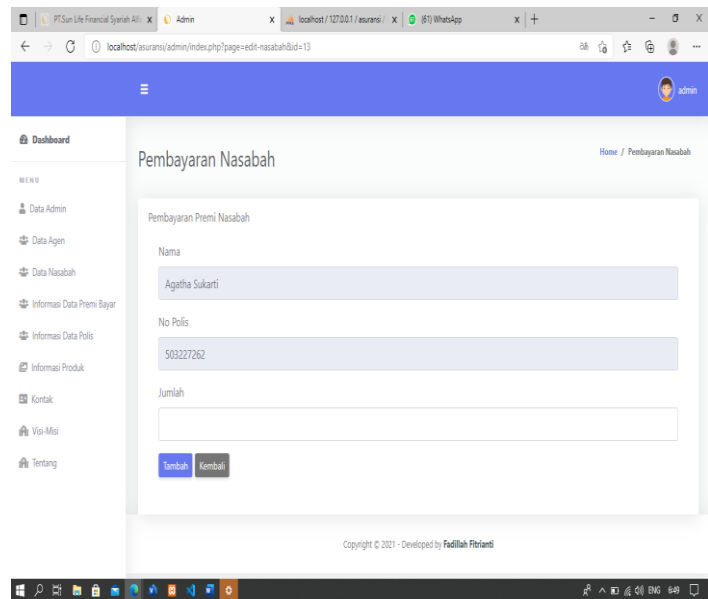 PT.Sun Life Financial Syariah Alfa
Admin
localhost / 127.0.0.1 / asuransi /
(61) WhatsApp
localhost/asuransi/admin/index.php?page=edit-nasabah&id=13
admin
Dashboard
MENU
Data Admin
Data Agen
Data Nasabah
Informasi Data Premi Bayar
Informasi Data Polis
Informasi Produk
Kontak
Visi-Misi
Tentang
Pembayaran Nasabah
Home / Pembayaran Nasabah
Pembayaran Premi Nasabah
Nama
Agatha Sukarti
No Polis
503227262
Jumlah
Tambah Kembali
Copyright © 2021 - Developed by Fadillah Fitrianti
ENG 6:49